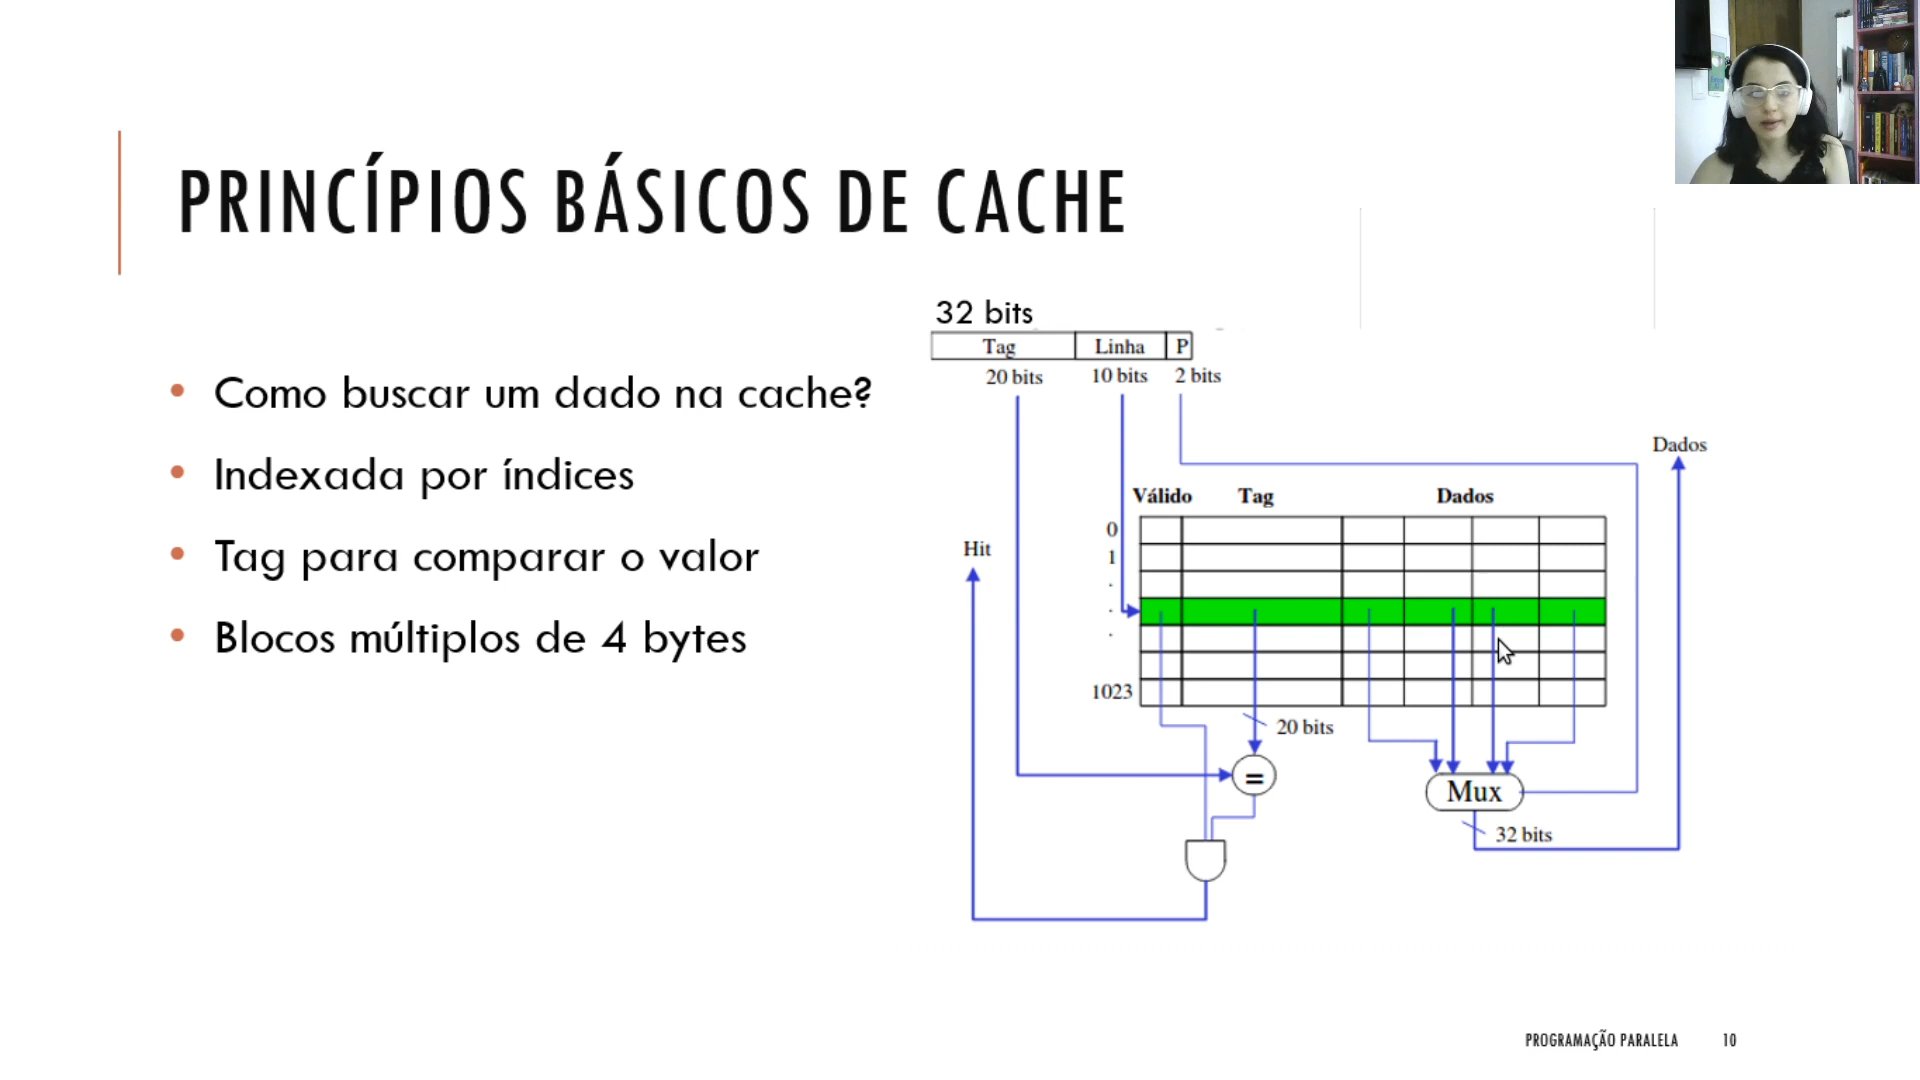 PRINCÍPIOS BÁSICOS DE CACHE
• Como buscar um dado na cache?
• Indexada por índices
• Tag para comparar o valor
• Blocos múltiplos de 4 bytes
32 bits
Tag Linha P
20 bits 10 bits 2 bits
Dados
Válido Tag Dados
0
Hit
1
.
.
.
1023
20 bits
=
Mux
32 bits
PROGRAMAÇÃO PARALELA 10